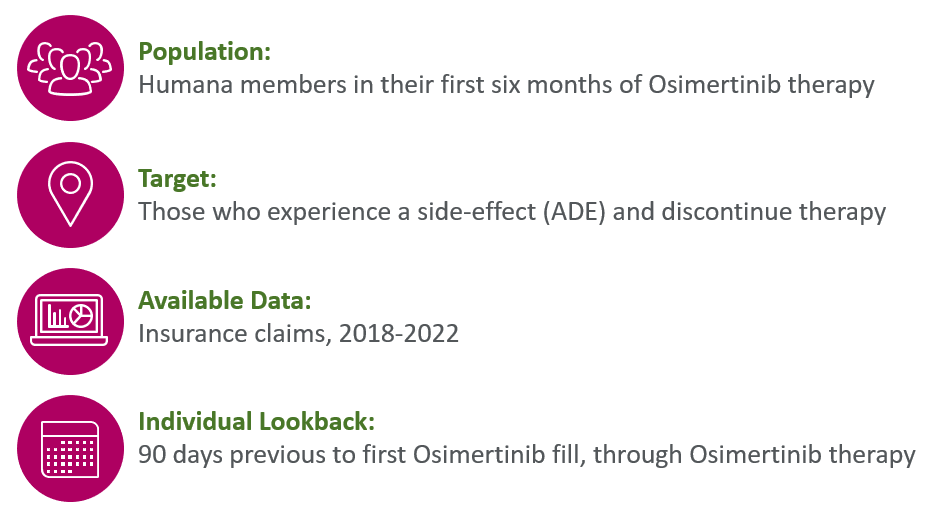 Population:
Humana members in their first six months of Osimertinib therapy
Target:
Those who experience a side-effect (ADE) and discontinue therapy
Available Data:
Insurance claims, 2018-2022
Individual Lookback:
90 days previous to first Osimertinib fill, through Osimertinib therapy